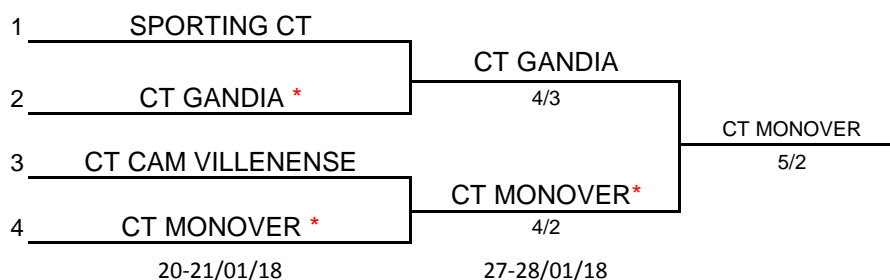 1 SPORTING CT
CT GANDIA
2 CT GANDIA *
4/3
CT MONOVER
3 CT CAM VILLENENSE
5/2
CT MONOVER*
4 CT MONOVER *
4/2
20-21/01/18 27-28/01/18